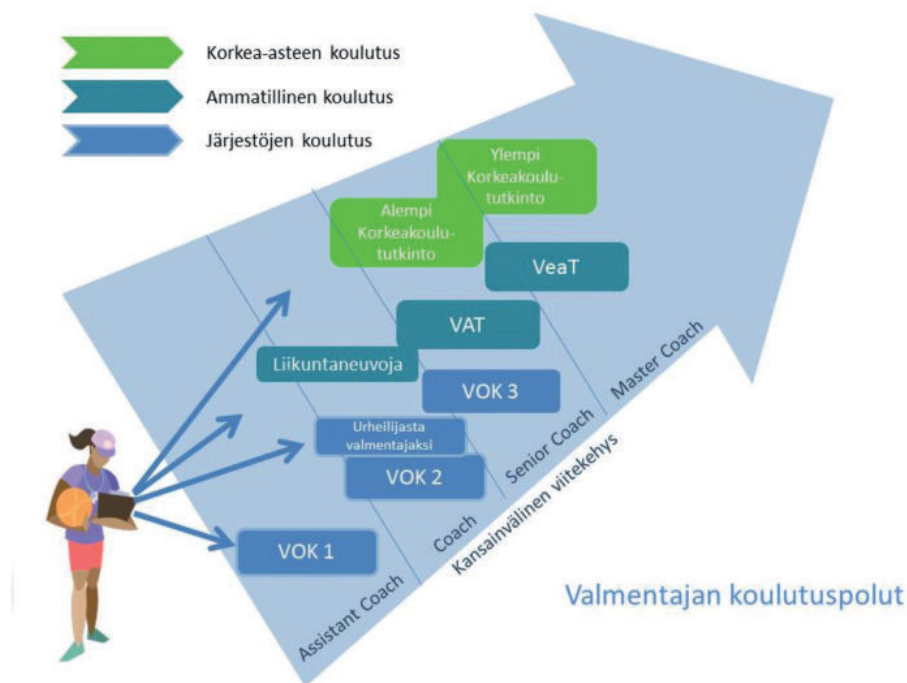 Korkea-asteen koulutus
Ammatillinen koulutus
Järjestöjen koulutus
Ylempi
Korkeakoulu-
tutkinto
Alempi
Korkeakoulu-
tutkinto
VeaT
VAT
Liikuntaneuvoja
VOK 3
Urheilijasta
valmentajaksi
VOK 2
VOK 1
Assistant Coach
Coach
Senior Coach
Master Coach
Kansainvälinen viitekehys
Valmentajan koulutuspolut